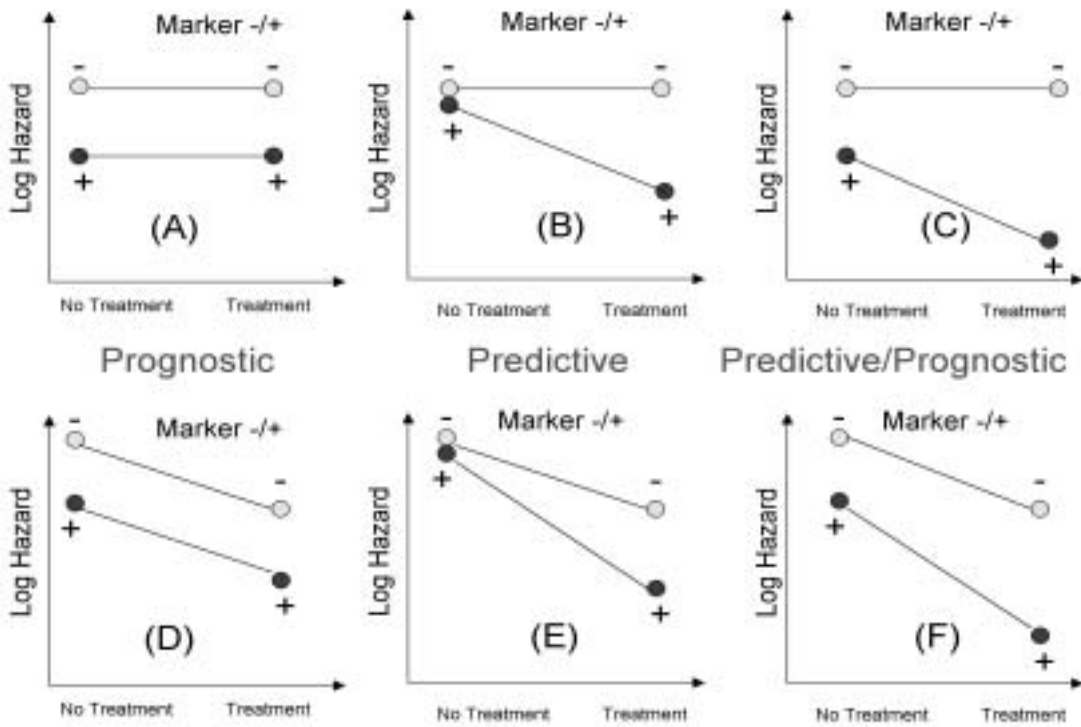 Marker -/+
-
-
Log Hazard
+
+
(A)
No Treatment
Treatment
Marker -/+
-
-
Log Hazard
+
+
(B)
No Treatment
Treatment
Marker -/+
-
-
Log Hazard
+
+
(C)
No Treatment
Treatment
Prognostic
Predictive
Predictive/Prognostic
-
Marker -/+
-
Log Hazard
+
+
(D)
No Treatment
Treatment
-
Marker -/+
-
Log Hazard
+
+
(E)
No Treatment
Treatment
-
Marker -/+
-
Log Hazard
+
+
(F)
No Treatment
Treatment